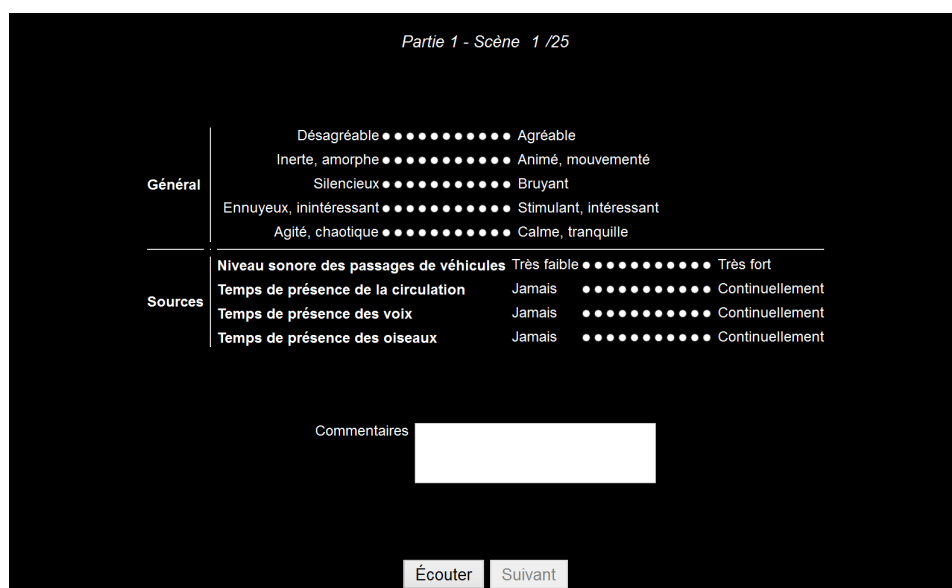 Partie 1 - Scène 1 /25
Désagréable Agréable
Inerte, amorphe Animé, mouvementé
Général Silencieux Bruyant
Ennuyeux, inintéressant Stimulant, intéressant
Agité, chaotique Calme, tranquille
Niveau sonore des passages de véhicules Très faible Très fort
Temps de présence de la circulation Jamais Continuellement
Sources
Temps de présence des voix Jamais Continuellement
Temps de présence des oiseaux Jamais Continuellement
Commentaires
Écouter Suivant